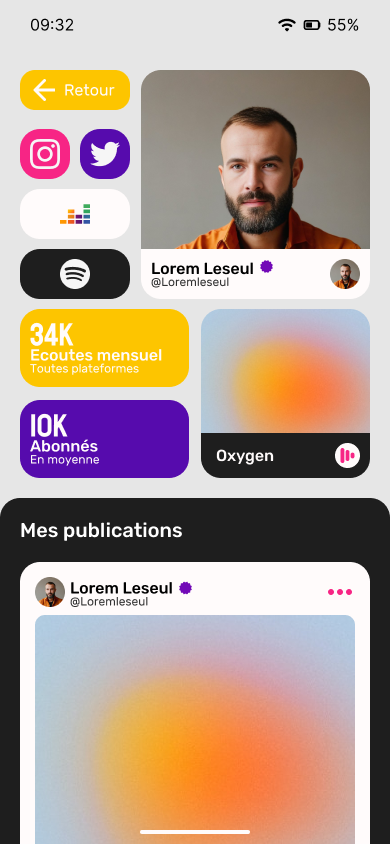 09:32
55%
Retour
Lorem Leseul
@Loremleseul
34K
Ecoutes mensuel
Toutes plateformes
10K
Abonnés
En moyenne
Oxygen
Mes publications
Lorem Leseul
@Loremleseul